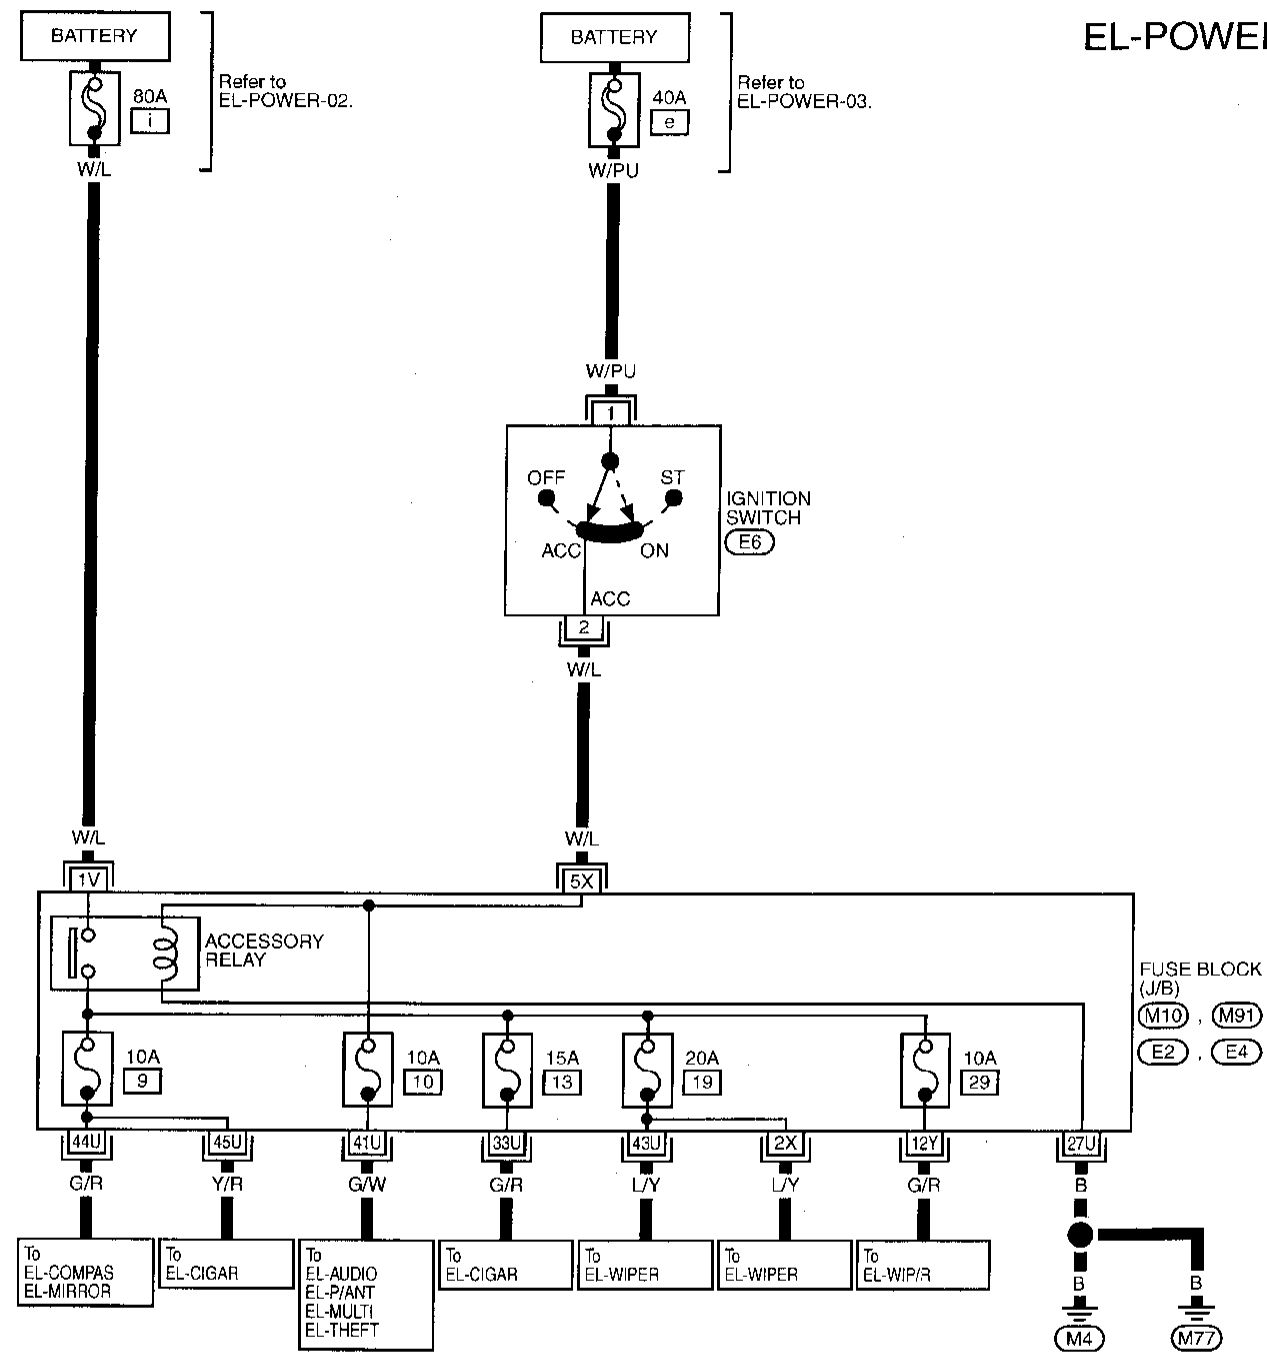 BATTERY
BATTERY
EL-POWE
Refer to
EL-POWER-02.
80A
i
Refer to
EL-POWER-03.
40A
e
W/L
W/PU
W/PU
1
OFF
ST
IGNITION
SWITCH
E6
ACC
ON
ACC
2
W/L
W/L
W/L
1V
5X
ACCESSORY
RELAY
FUSE BLOCK
(J/B)
M10 , M91
E2 , E4
10A
9
10A
10
15A
13
20A
19
10A
29
44U
45U
41U
33U
43U
2X
12Y
27U
G/R
Y/R
G/W
G/R
L/Y
L/Y
G/R
B
To
EL-COMPAS
EL-MIRROR
To
EL-CIGAR
To
EL-AUDIO
EL-P/ANT
EL-MULTI
EL-THEFT
To
EL-CIGAR
To
EL-WIPER
To
EL-WIPER
To
EL-WIP/R
B
B
M4
M77